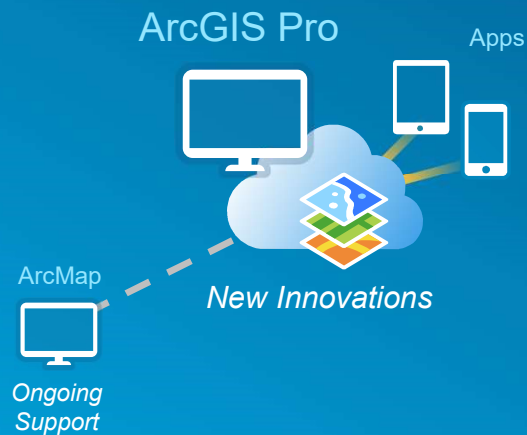 ArcGIS Pro
Apps
New Innovations
ArcMap
Ongoing
Support